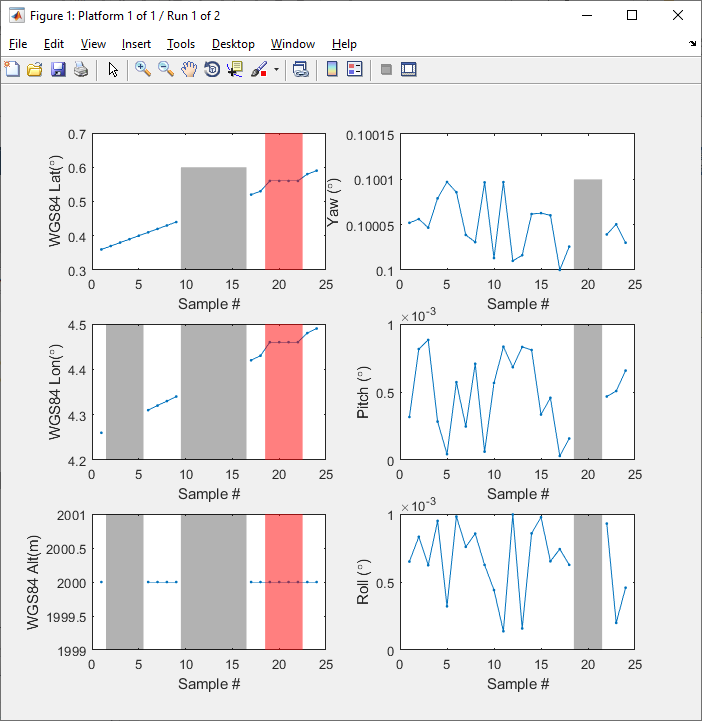 Figure 1: Platform 1 of 1 / Run 1 of 2
File Edit View Insert Tools Desktop Window Help
0.7
0.6
0.5
0.4
0.3
WGS84 Lat(°)
0 5 10 15 20 25
Sample #
0.10015
0.1001
0.10005
0.1
Yaw (°)
0 5 10 15 20 25
Sample #
4.5
4.4
4.3
4.2
WGS84 Lon(°)
0 5 10 15 20 25
Sample #
×10-3
1
0.5
0
Pitch (°)
0 5 10 15 20 25
Sample #
2001
2000.5
2000
1999.5
1999
WGS84 Alt(m)
0 5 10 15 20 25
Sample #
×10-3
1
0.5
0
Roll (°)
0 5 10 15 20 25
Sample #